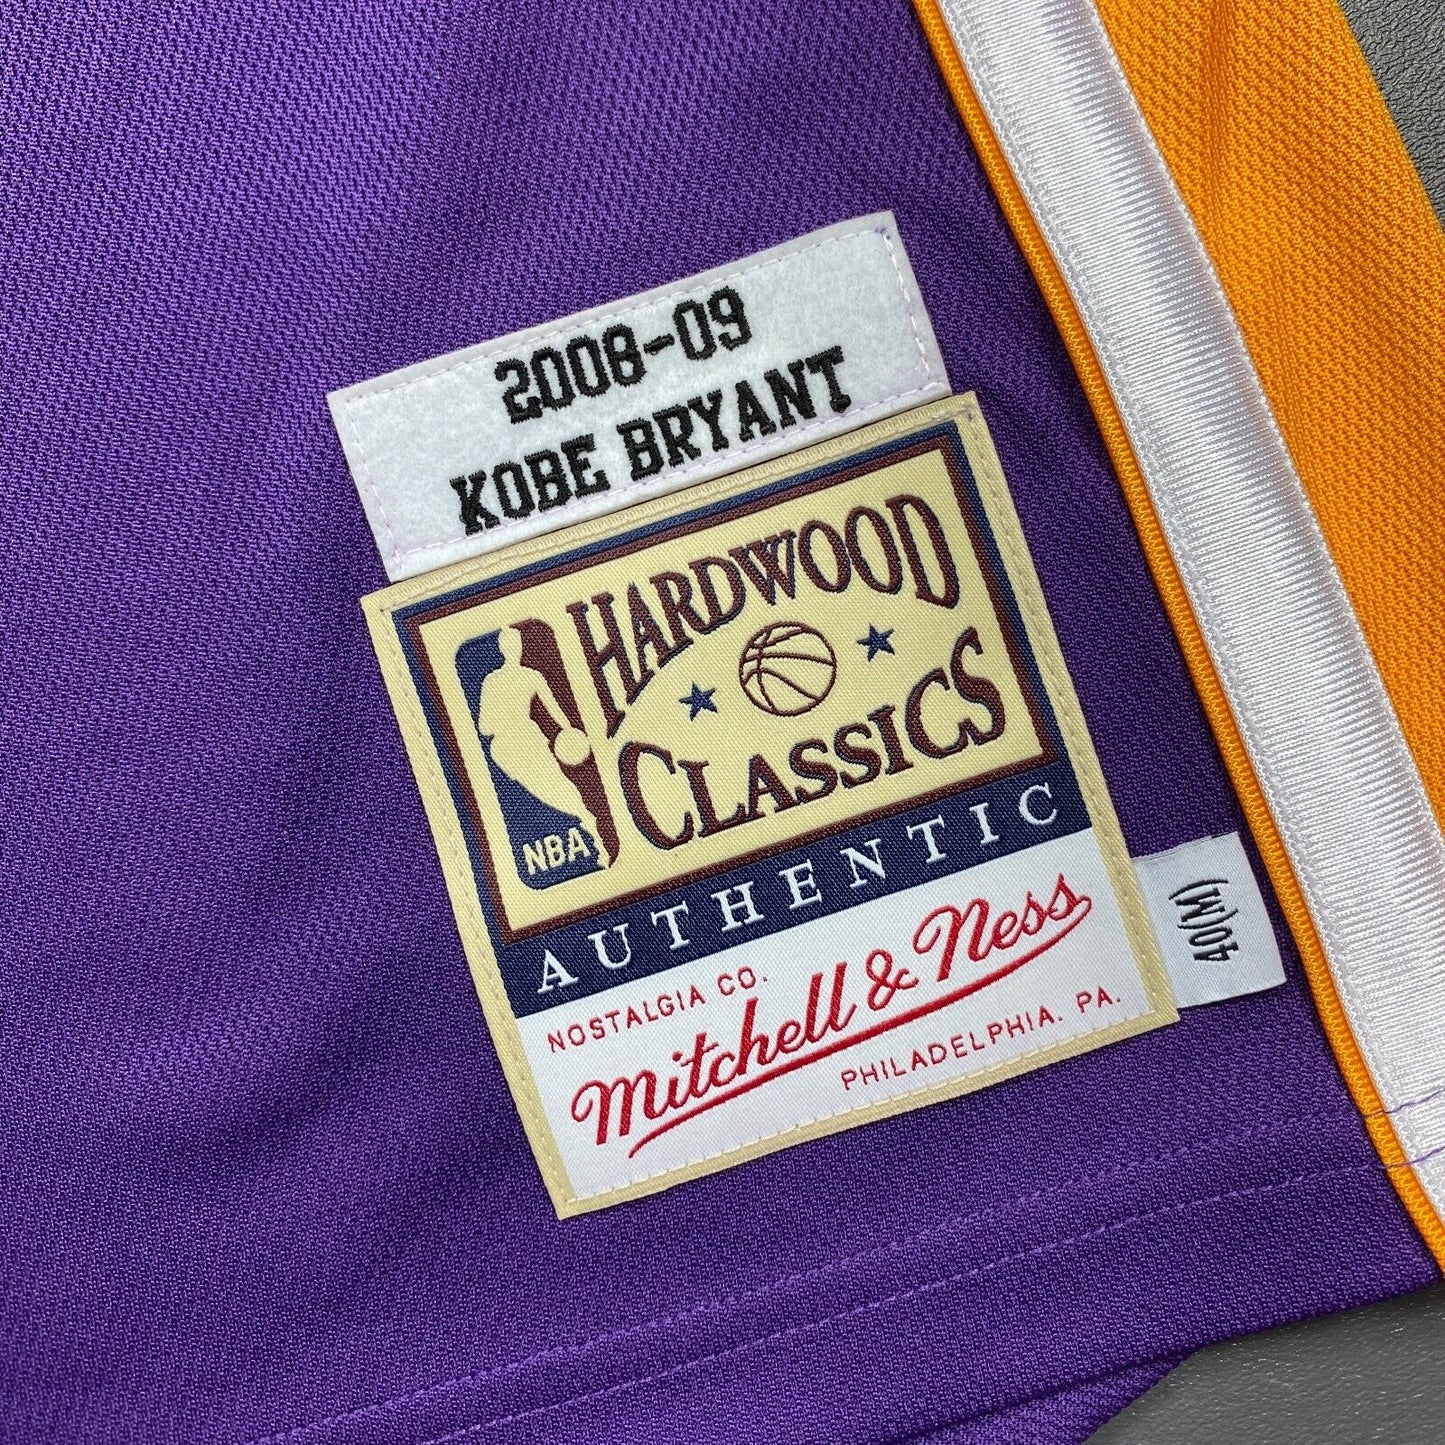 2008-09
KOBE BRYANT
HARDWOOD
CLASSICS
NBA
AUTHENTIC
NOSTALGIA CO.
Mitchell & Ness
PHILADELPHIA. PA.
40(M)